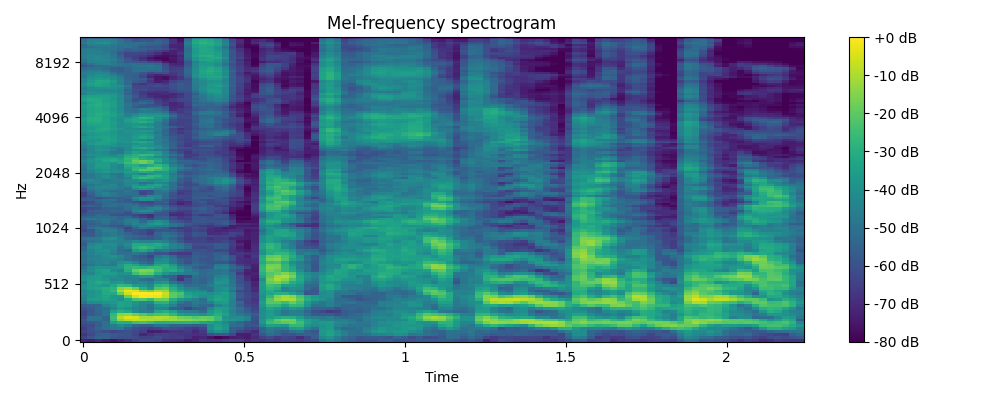 Mel-frequency spectrogram
8192
4096
2048
1024
512
0
Hz
0
0.5
1
1.5
2
Time
+0 dB
-10 dB
-20 dB
-30 dB
-40 dB
-50 dB
-60 dB
-70 dB
-80 dB